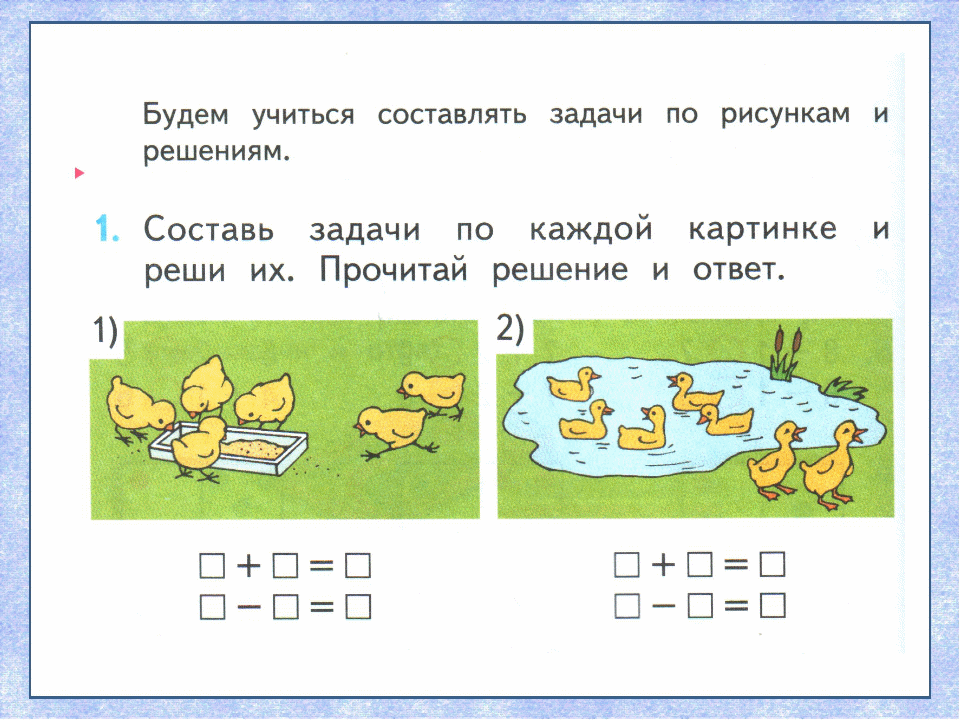 Будем учиться составлять задачи по рисункам и
решениям.
1. Составь задачи по каждой картинке и
реши их. Прочитай решение и ответ.
1)
2)
□ + □ = □
□ − □ = □
□ + □ = □
□ − □ = □